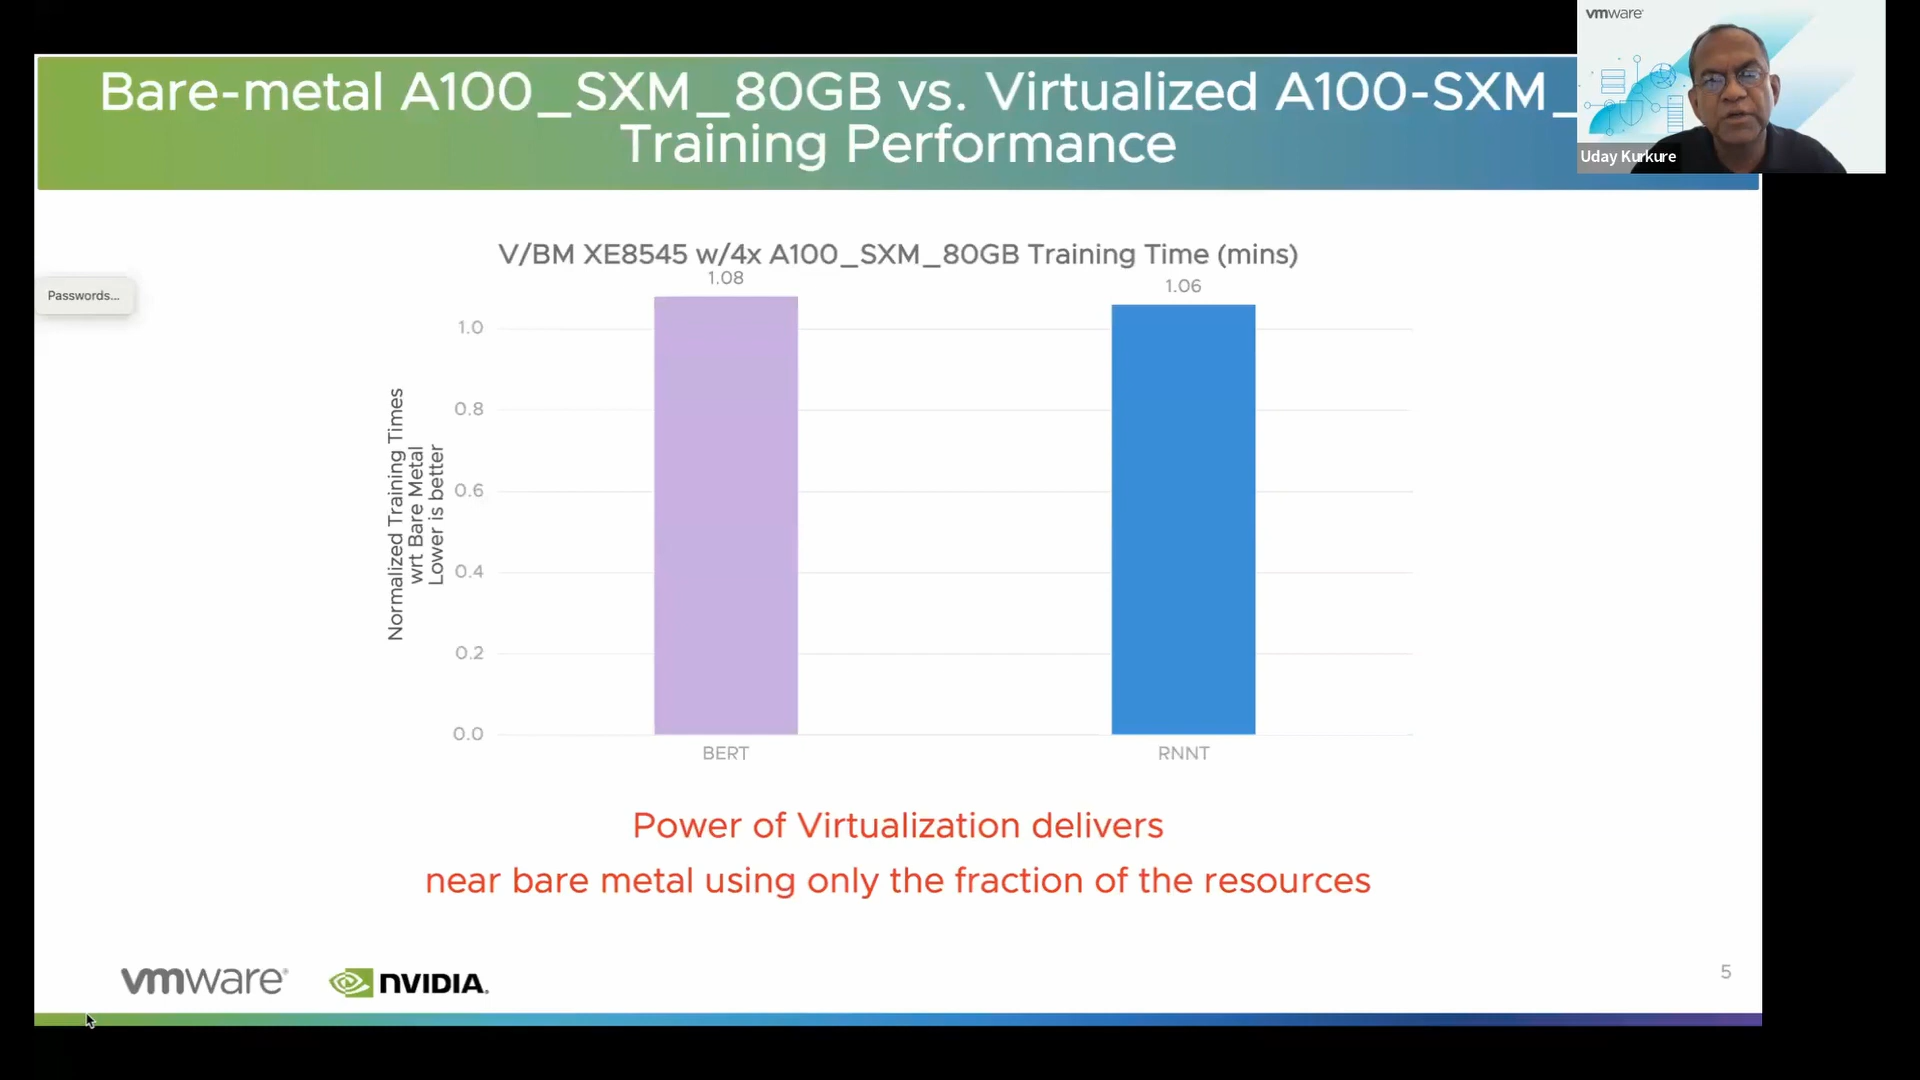 vmware
Bare-metal A100_SXM_80GB vs. Virtualized A100-SXM_
Training Performance
Uday Kurkure
V/BM XE8545 w/4x A100_SXM_80GB Training Time (mins)
Passwords...
1.08
1.06
1.0
0.8
0.6
0.4
0.2
0.0
Normalized Training Times
wrt Bare Metal
Lower is better
BERT
RNNT
Power of Virtualization delivers
near bare metal using only the fraction of the resources
vmware®
NVIDIA.
5